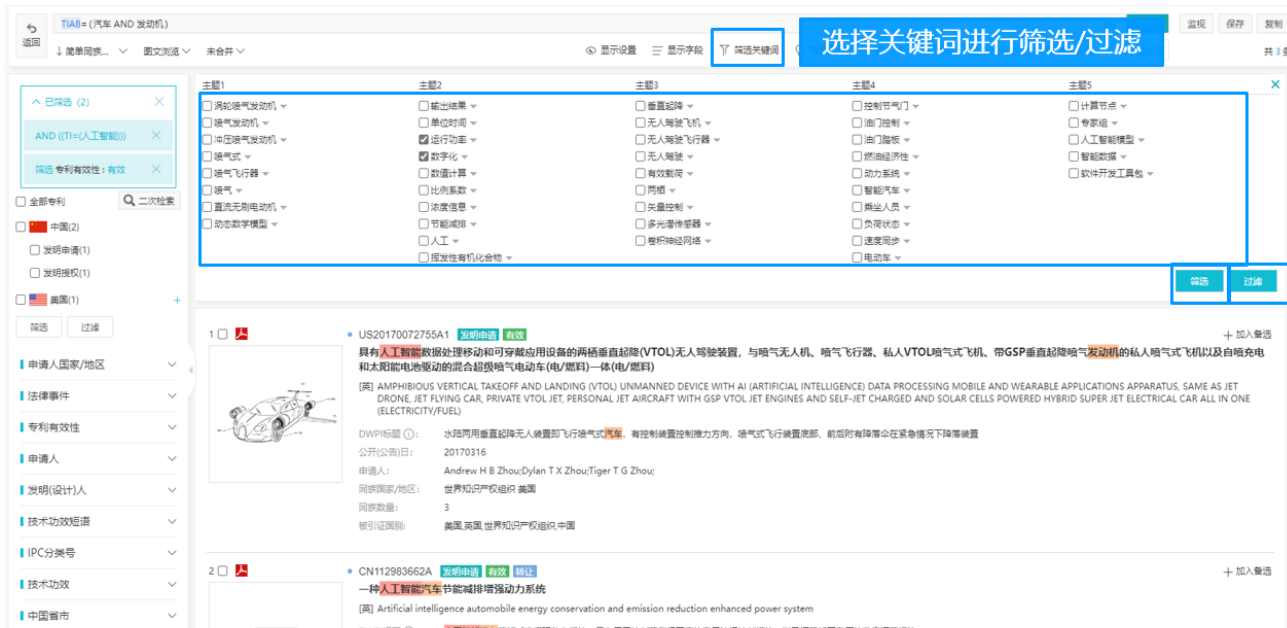 返回
TIAB=(汽车 AND 发动机)
监视 保存 复制
↓简单同族... 图文浏览 未合并
显示设置 显示字段 筛选关键词
选择关键词进行筛选/过滤
共3
已筛选 (2)
AND ((TI=(人工智能)))
筛选 专利有效性 : 有效
全部专利 二次检索
中国(2)
发明申请(1)
发明授权(1)
美国(1) +
筛选 过滤
申请人国家/地区
法律事件
专利有效性
申请人
发明(设计)人
技术功效短语
IPC分类号
技术功效
中国省市
主题1 主题2 主题3 主题4 主题5
涡轮喷气发动机 输出结果 垂直起降 控制节气门 计算节点
喷气发动机 单位时间 无人驾驶飞机 油门控制 专家组
冲压喷气发动机 运行功率 无人驾驶飞行器 油门踏板 人工智能模型
喷气式 数字化 无人驾驶 燃油经济性 智能数据
喷气飞行器 数值计算 有效载荷 动力系统 软件开发工具包
喷气 比例系数 两栖 智能汽车
直流无刷电动机 浓度信息 矢量控制 乘坐人员
动态数学模型 节能减排 多光谱传感器 负荷状态
人工 卷积神经网络 速度同步
挥发性有机化合物 电动车
筛选 过滤
1 US20170072755A1 发明申请 有效 +加入备选
具有人工智能数据处理移动和可穿戴应用设备的两栖垂直起降(VTOL)无人驾驶装置，与喷气无人机、喷气飞行器、私人VTOL喷气式飞机、带GSP垂直起降喷气发动机的私人喷气式飞机以及自喷充电
和太阳能电池驱动的混合超级喷气电动车(电/燃料)一体(电/燃料)
[英] AMPHIBIOUS VERTICAL TAKEOFF AND LANDING (VTOL) UNMANNED DEVICE WITH AI (ARTIFICIAL INTELLIGENCE) DATA PROCESSING MOBILE AND WEARABLE APPLICATIONS APPARATUS, SAME AS JET
DRONE, JET FLYING CAR, PRIVATE VTOL JET, PERSONAL JET AIRCRAFT WITH GSP VTOL JET ENGINES AND SELF-JET CHARGED AND SOLAR CELLS POWERED HYBRID SUPER JET ELECTRICAL CAR ALL IN ONE
(ELECTRICITY/FUEL)
DWPI标题 : 水陆两用垂直起降无人装置即飞行喷气式汽车，有控制装置控制推力方向，喷气式飞行装置底部、前后附有降落伞在紧急情况下降落装置
公开(公告)日: 20170316
申请人: Andrew H B Zhou;Dylan T X Zhou;Tiger T G Zhou;
同族国家/地区: 世界知识产权组织 美国
同族数量: 3
被引证国别: 美国,英国,世界知识产权组织,中国
2 CN112983662A 发明申请 有效 转让 +加入备选
一种人工智能汽车节能减排增强动力系统
[英] Artificial intelligence automobile energy conservation and emission reduction enhanced power system